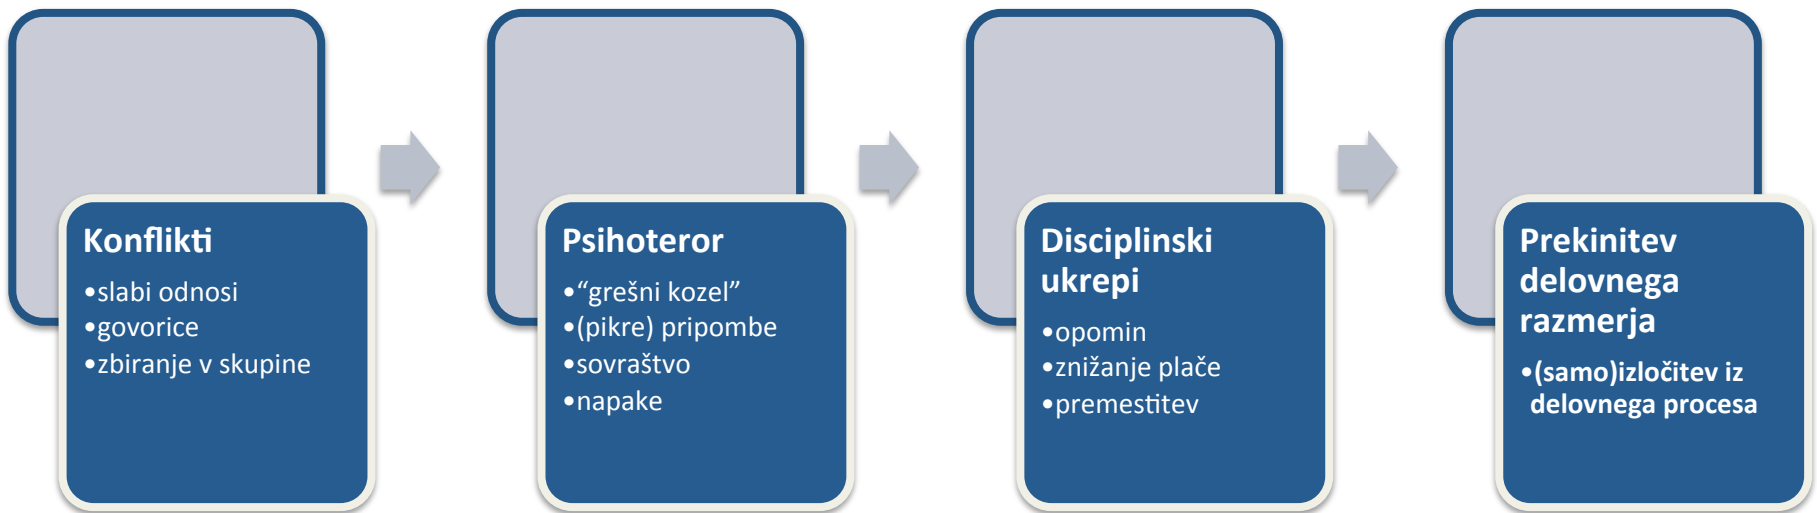 Konflikti
•slabi odnosi
•govorice
•zbiranje v skupine
Psihoteror
•“grešni kozel”
•(pikre) pripombe
•sovraštvo
•napake
Disciplinski
ukrepi
•opomin
•znižanje plače
•premestitev
Prekinitev
delovnega
razmerja
•(samo)izločitev iz
delovnega procesa